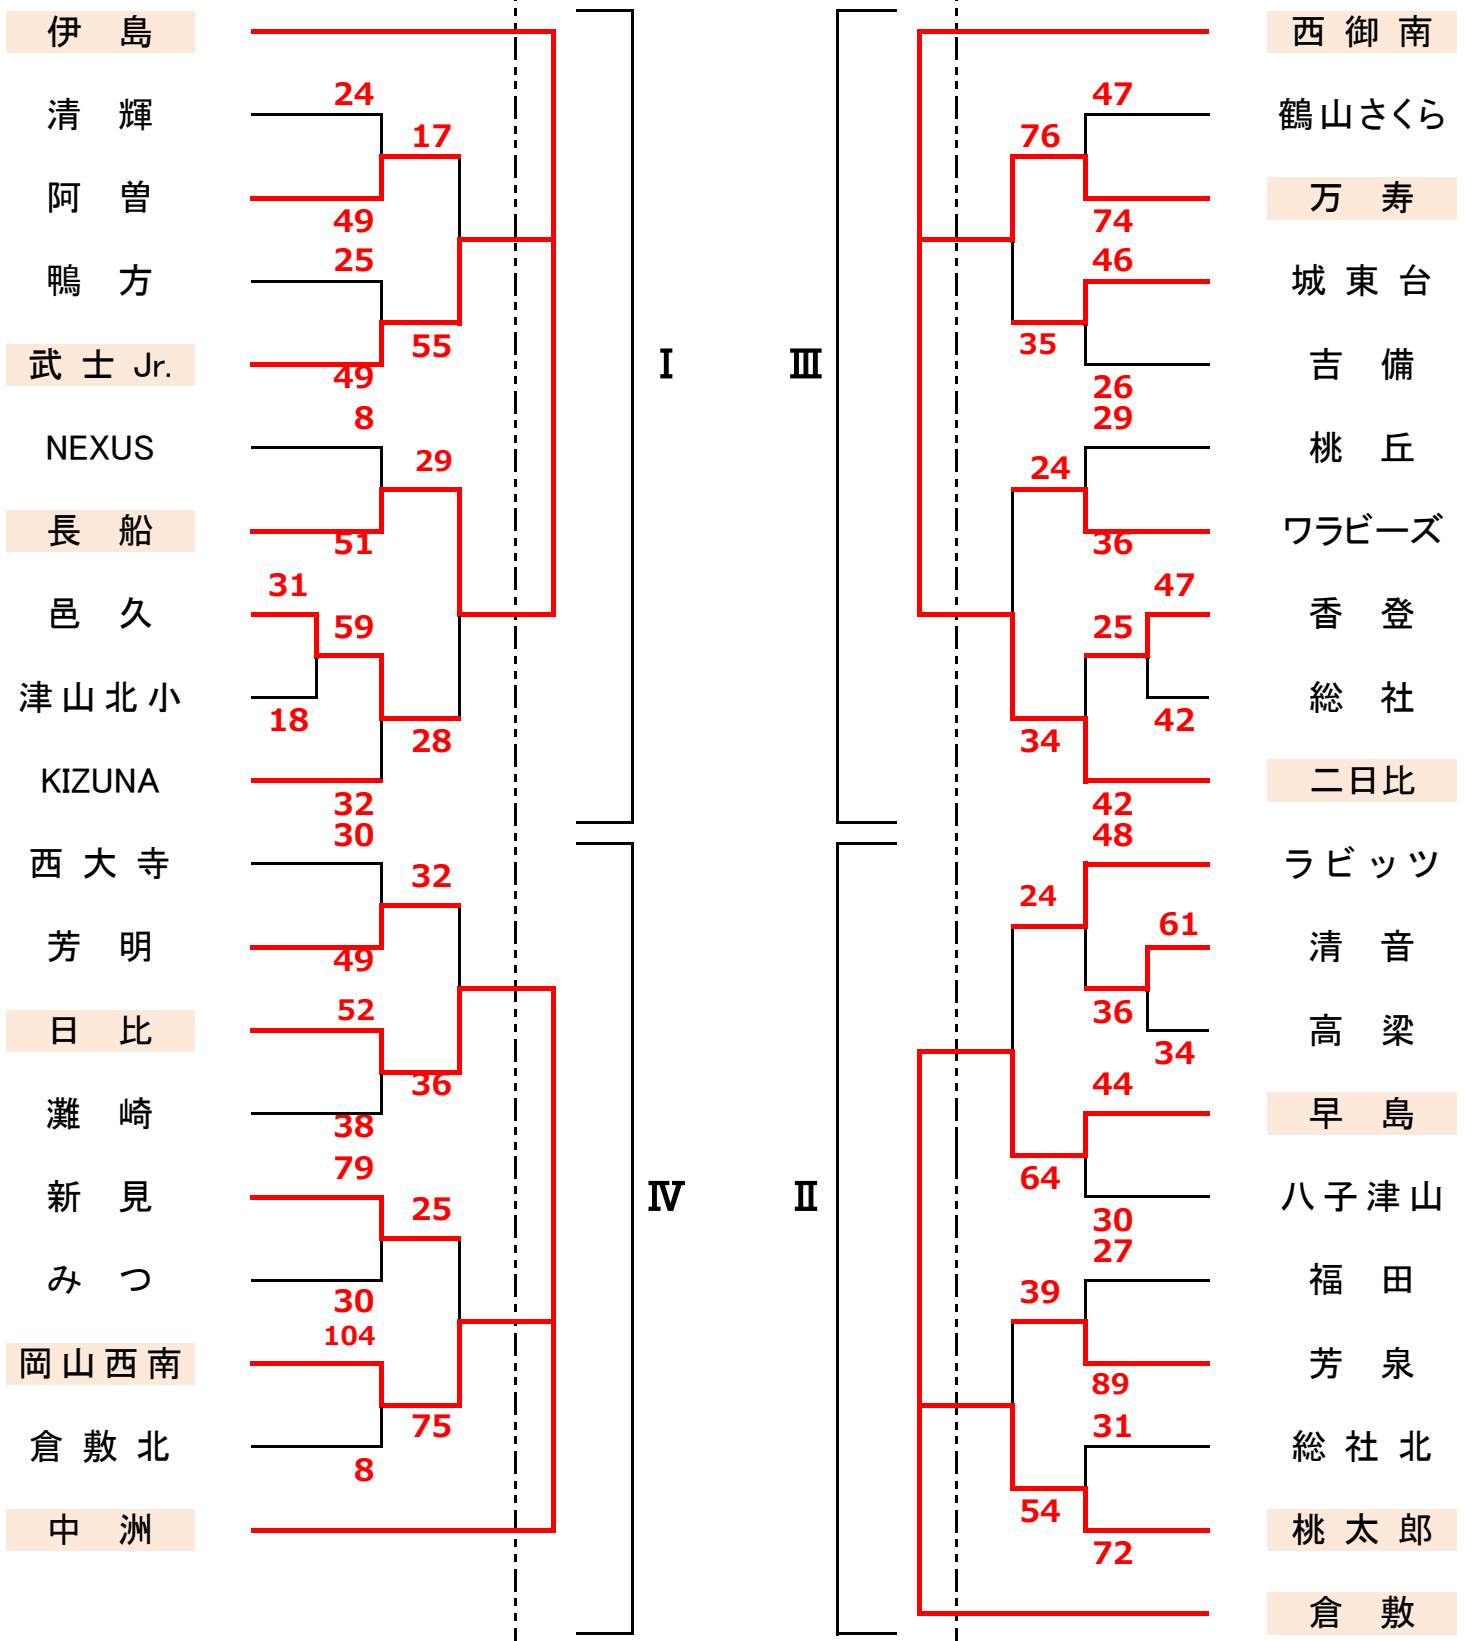 伊島
清輝
阿曽
鴨方
武士Jr.
NEXUS
長船
邑久
津山北小
KIZUNA
西大寺
芳明
日比
灘崎
新見
みつ
岡山西南
倉敷北
中洲
24
49
25
49
8
51
31
18
59
32
30
49
52
38
79
30
104
8
17
55
29
28
32
36
25
75
I
IV
III
II
76
35
24
34
24
64
39
54
47
74
46
26
29
36
25
42
48
36
44
30
27
89
31
72
47
42
61
34
西御南
鶴山さくら
万寿
城東台
吉備
桃丘
ワラビーズ
香登
総社
二日比
ラビッツ
清音
高梁
早島
八子津山
福田
芳泉
総社北
桃太郎
倉敷